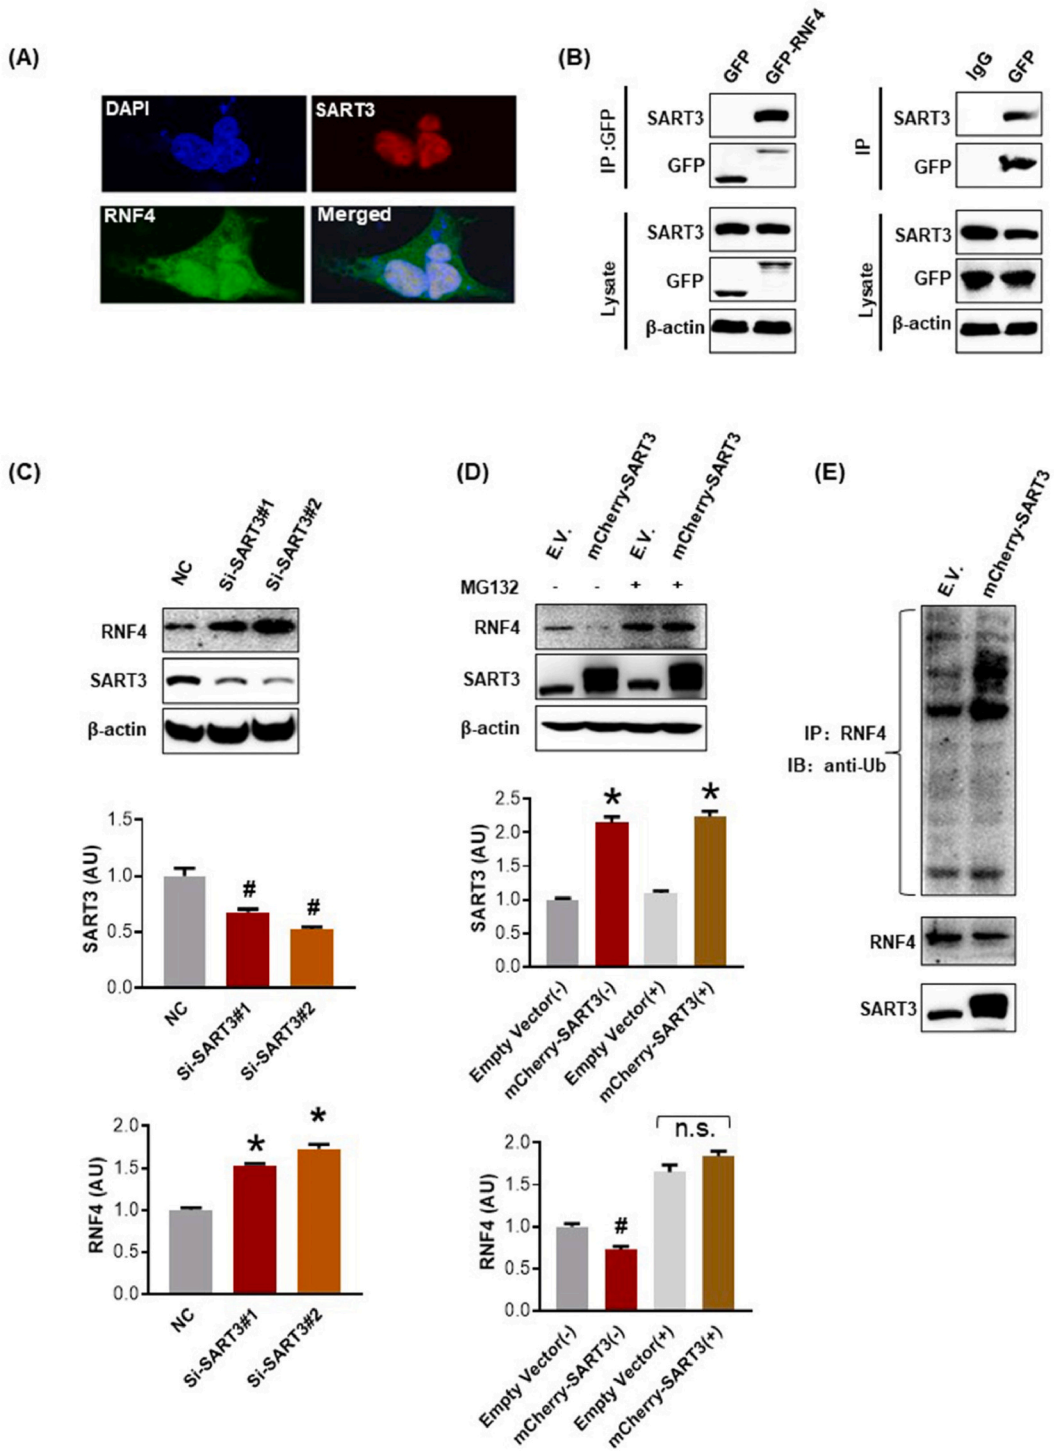 (A)
DAPI
SART3
RNF4
Merged
(B)
GFP
GFP-RNF4
IP :GFP
SART3
GFP
Lysate
SART3
GFP
β-actin
IgG
GFP
IP
SART3
GFP
Lysate
SART3
GFP
β-actin
(C)
NC
Si-SART3#1
Si-SART3#2
RNF4
SART3
β-actin
SART3 (AU)
1.5
1.0
0.5
0.0
#
#
NC
Si-SART3#1
Si-SART3#2
RNF4 (AU)
2.0
1.5
1.0
0.5
0.0
*
*
NC
Si-SART3#1
Si-SART3#2
(D)
E.V.
mCherry-SART3
E.V.
mCherry-SART3
MG132 - - + +
RNF4
SART3
β-actin
SART3 (AU)
2.5
2.0
1.5
1.0
0.5
0.0
*
*
Empty Vector(-)
mCherry-SART3(-)
Empty Vector(+)
mCherry-SART3(+)
RNF4 (AU)
2.0
1.5
1.0
0.5
0.0
#
n.s.
Empty Vector(-)
mCherry-SART3(-)
Empty Vector(+)
mCherry-SART3(+)
(E)
E.V.
mCherry-SART3
IP: RNF4
IB: anti-Ub
RNF4
SART3